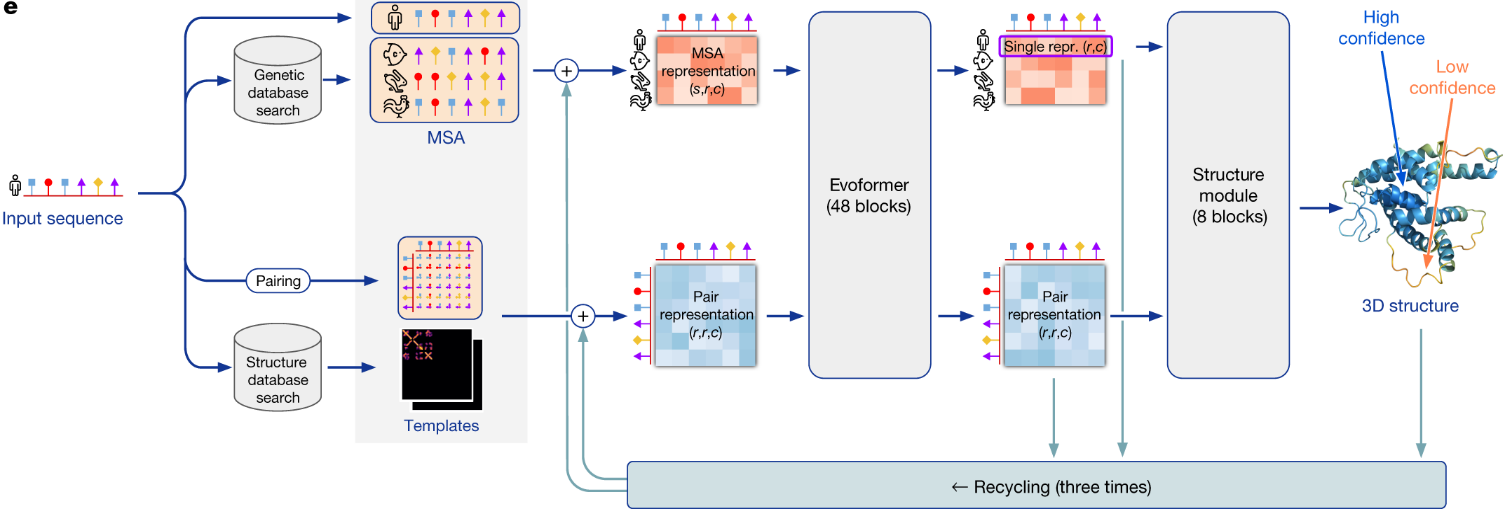 e
Genetic
database
search
MSA
Input sequence
Pairing
Structure
database
search
Templates
+
+
MSA
representation
(s,r,c)
Pair
representation
(r,r,c)
Evoformer
(48 blocks)
Single repr. (r,c)
Pair
representation
(r,r,c)
Structure
module
(8 blocks)
High
confidence
Low
confidence
3D structure
← Recycling (three times)